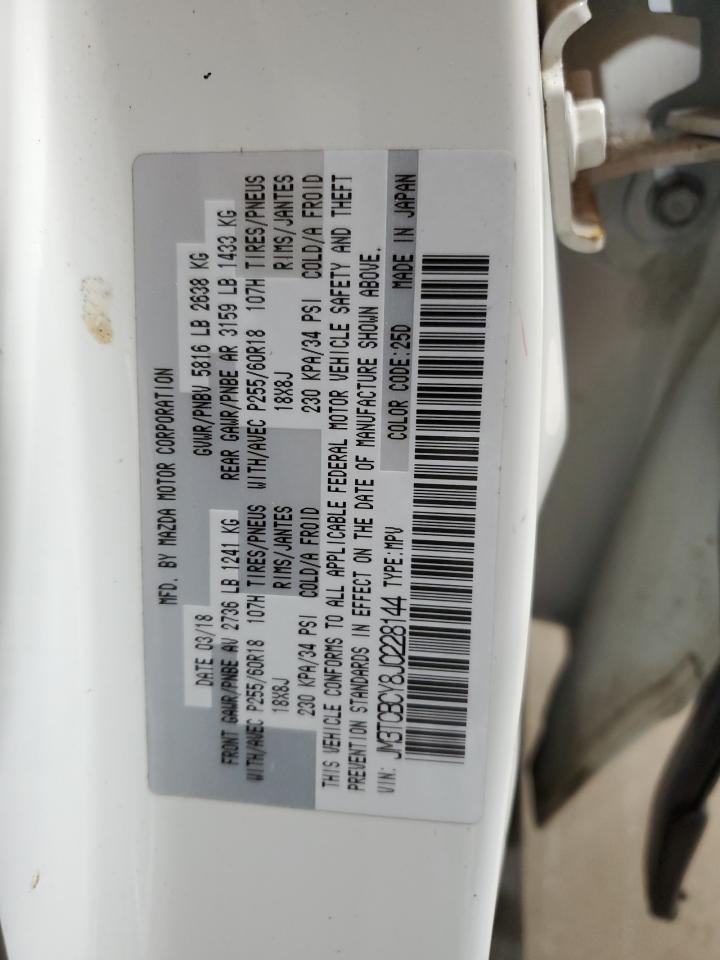 MFD. BY MAZDA MOTOR CORPORATION
DATE 03/18 GVWR/PNBV 5816 LB 2638 KG
FRONT GAWR/PNBE AV 2736 LB 1241 KG REAR GAWR/PNBE AR 3159 LB 1433 KG
WITH/AVEC P255/60R18 107H TIRES/PNEUS WITH/AVEC P255/60R18 107H TIRES/PNEUS
18X8J RIMS/JANTES 18X8J RIMS/JANTES
230 KPA/34 PSI COLD/A FROID 230 KPA/34 PSI COLD/A FROID
THIS VEHICLE CONFORMS TO ALL APPLICABLE FEDERAL MOTOR VEHICLE SAFETY AND THEFT
PREVENTION STANDARDS IN EFFECT ON THE DATE OF MANUFACTURE SHOWN ABOVE.
VIN: JM3TCBCY8J0228144 TYPE:MPV COLOR CODE:25D MADE IN JAPAN